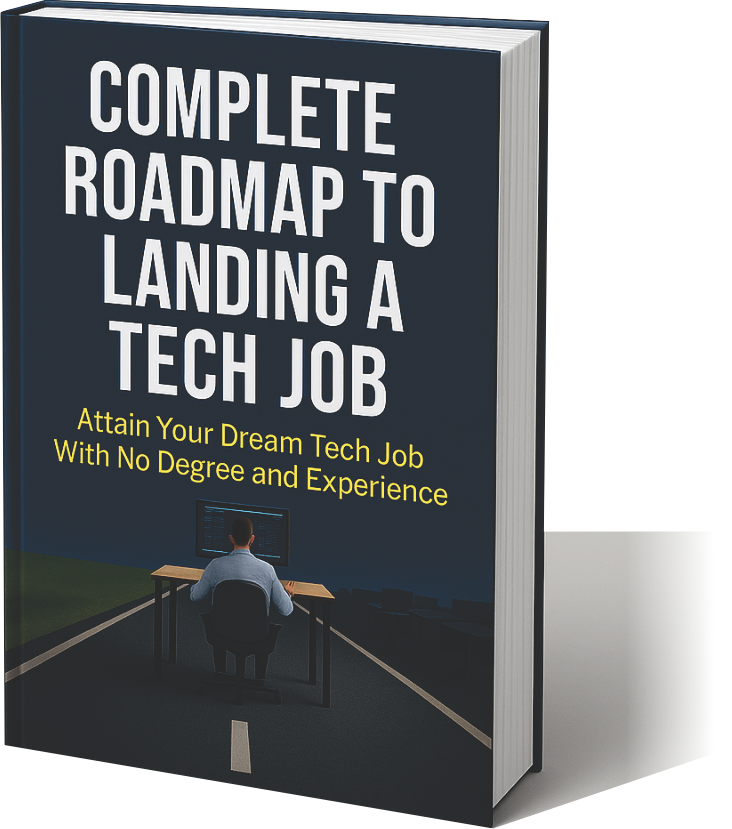 COMPLETE
ROADMAP TO
LANDING A
TECH JOB
Attain Your Dream Tech Job
With No Degree and Experience